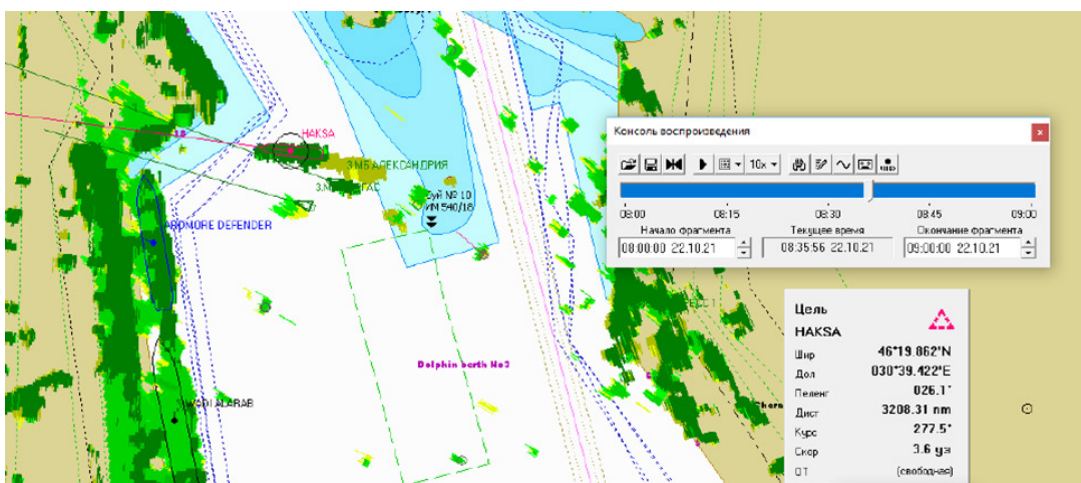 HAKSA
3.МБ АЛЕКСАНДРИЯ
Буй № 10
ИМ 540/18
ARDMORE DEFENDER
Dolphin berth No3
WADI ALARAB
Консоль воспроизведения
10x
08:00 08:15 08:30 08:45 09:00
Начало фрагмента Текущее время Окончание фрагмента
08:00:00 22.10.21 08:35:56 22.10.21 09:00:00 22.10.21
Цель
HAKSA
Шир 46°19.862'N
Дол 030°39.422'E
Пеленг 026.1°
Дист 3208.31 nm
Курс 277.5°
Скор 3.6 уз
ОТ (свободная)